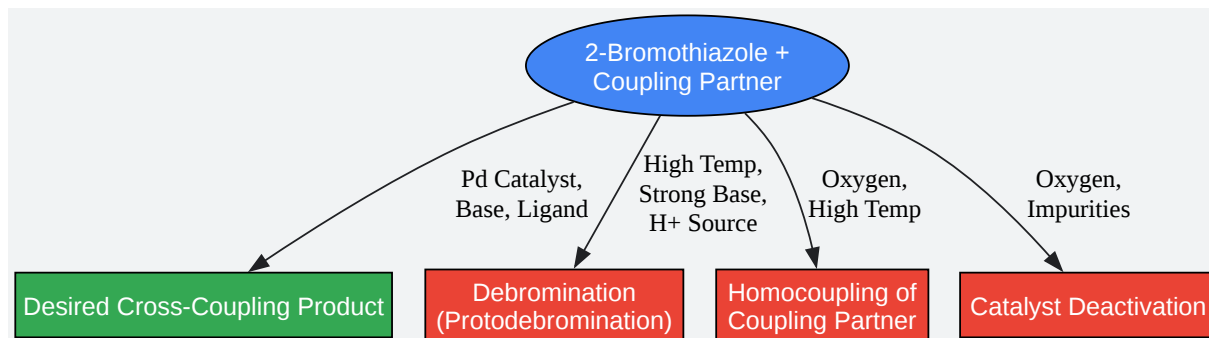 2-Bromothiazole +
Coupling Partner
Pd Catalyst,
Base, Ligand
High Temp,
Strong Base,
H+ Source
Oxygen,
High Temp
Oxygen,
Impurities
Desired Cross-Coupling Product
Debromination
(Protodebromination)
Homocoupling of
Coupling Partner
Catalyst Deactivation